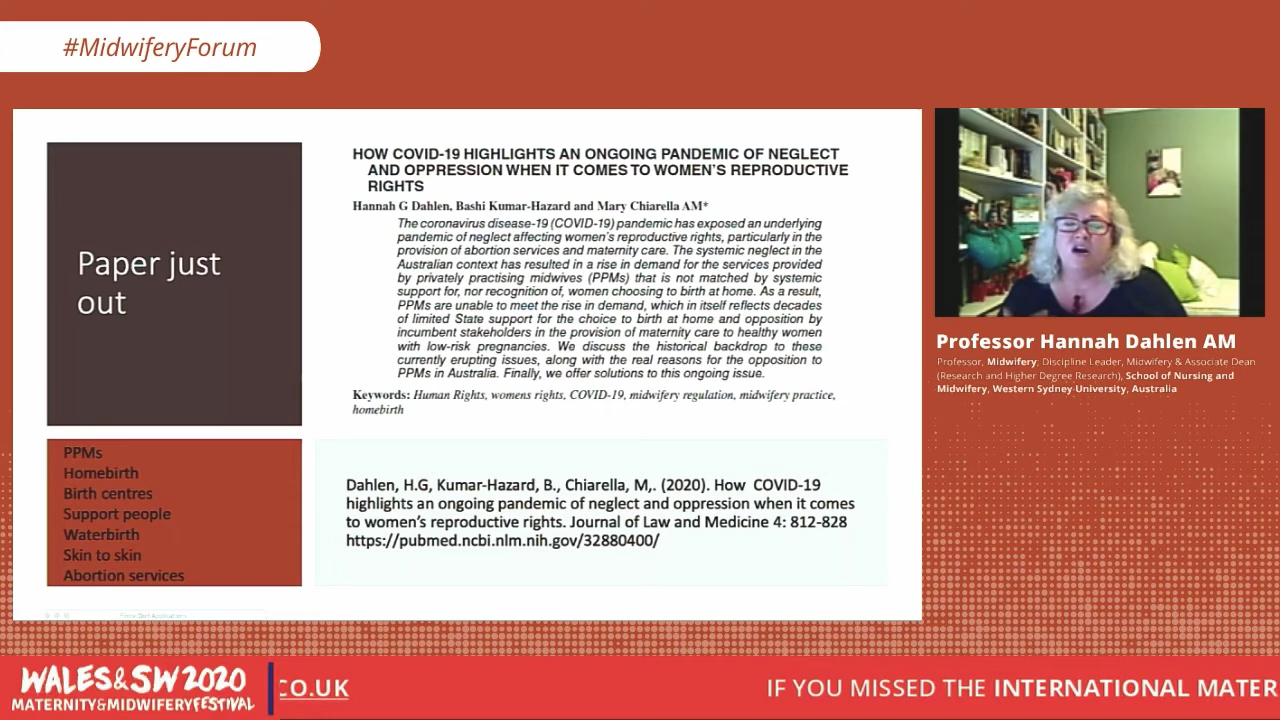 #MidwiferyForum
Paper just
out
HOW COVID-19 HIGHLIGHTS AN ONGOING PANDEMIC OF NEGLECT
AND OPPRESSION WHEN IT COMES TO WOMEN'S REPRODUCTIVE
RIGHTS
Hannah G Dahlen, Bashi Kumar-Hazard and Mary Chiarella AM*
The coronavirus disease-19 (COVID-19) pandemic has exposed an underlying
pandemic of neglect affecting women's reproductive rights, particularly in the
provision of abortion services and maternity care. The systemic neglect in the
Australian context has resulted in a rise in demand for the services provided
by privately practising midwives (PPMs) that is not matched by systemic
support for, nor recognition of, women choosing to birth at home. As a result,
PPMs are unable to meet the rise in demand, which in itself reflects decades
of limited State support for the choice to birth at home and opposition by
incumbent stakeholders in the provision of maternity care to healthy women
with low-risk pregnancies. We discuss the historical backdrop to these
currently erupting issues, along with the real reasons for the opposition to
PPMs in Australia. Finally, we offer solutions to this ongoing issue.
Keywords: Human Rights, womens rights, COVID-19, midwifery regulation, midwifery practice,
homebirth
PPMs
Homebirth
Birth centres
Support people
Waterbirth
Skin to skin
Abortion services
Dahlen, H.G, Kumar-Hazard, B., Chiarella, M,. (2020). How COVID-19
highlights an ongoing pandemic of neglect and oppression when it comes
to women's reproductive rights. Journal of Law and Medicine 4: 812-828
https://pubmed.ncbi.nlm.nih.gov/32880400/
Professor Hannah Dahlen AM
Professor, Midwifery; Discipline Leader, Midwifery & Associate Dean
(Research and Higher Degree Research), School of Nursing and
Midwifery, Western Sydney University, Australia
WALES&SW2020
MATERNITY&MIDWIFERYFESTIVAL
CO.UK
IF YOU MISSED THE INTERNATIONAL MATER